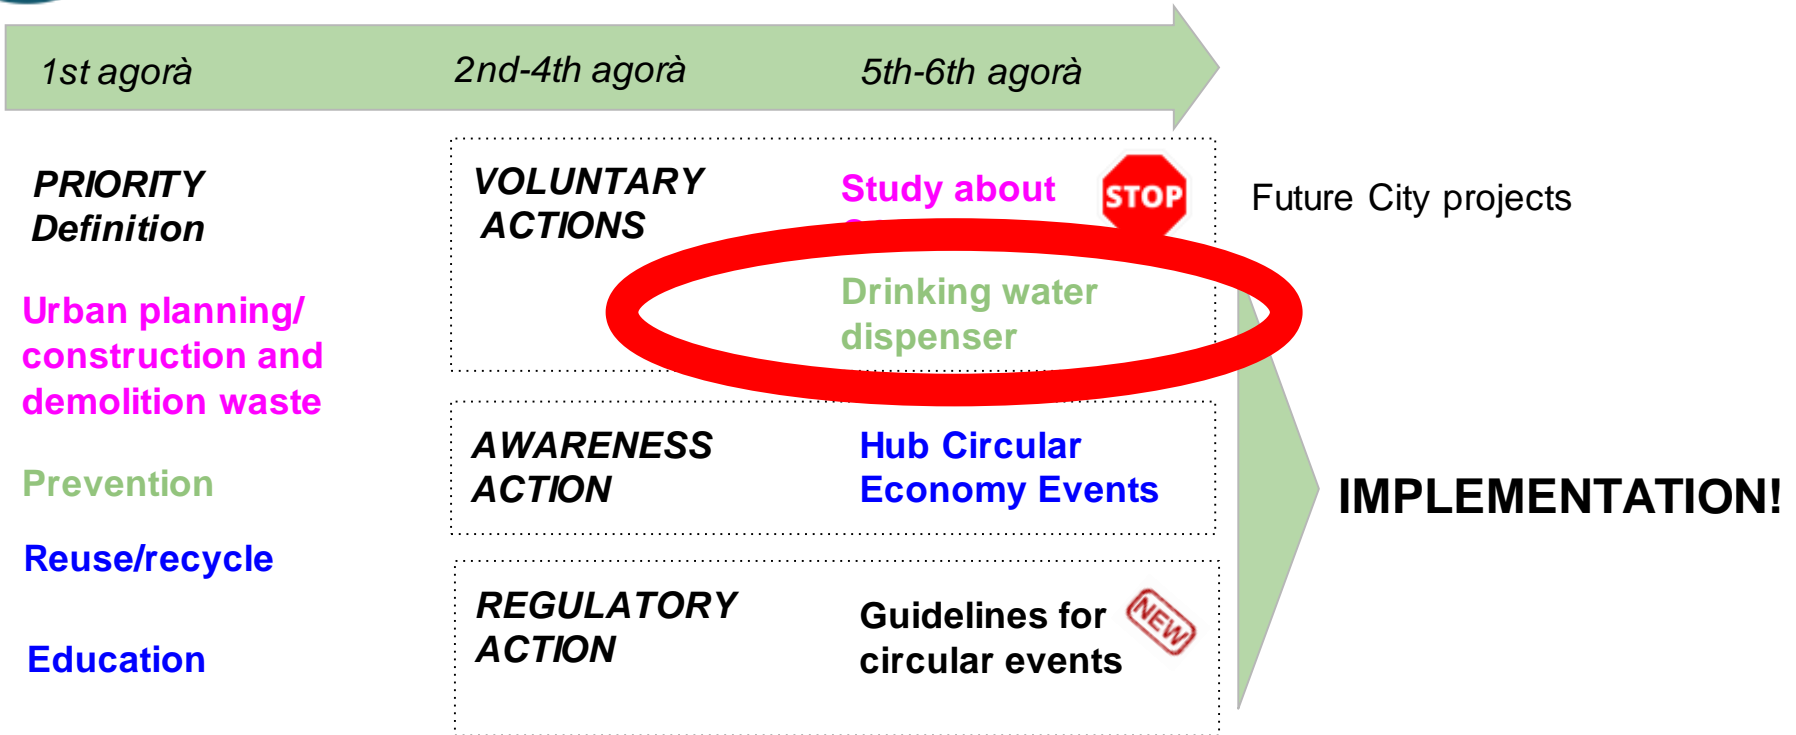 1st agorà
2nd-4th agorà
5th-6th agorà
PRIORITY
Definition
Urban planning/
construction and
demolition waste
Prevention
Reuse/recycle
Education
VOLUNTARY
ACTIONS
Study about
STOP
Drinking water
dispenser
AWARENESS
ACTION
Hub Circular
Economy Events
REGULATORY
ACTION
Guidelines for
circular events
NEW
Future City projects
IMPLEMENTATION!